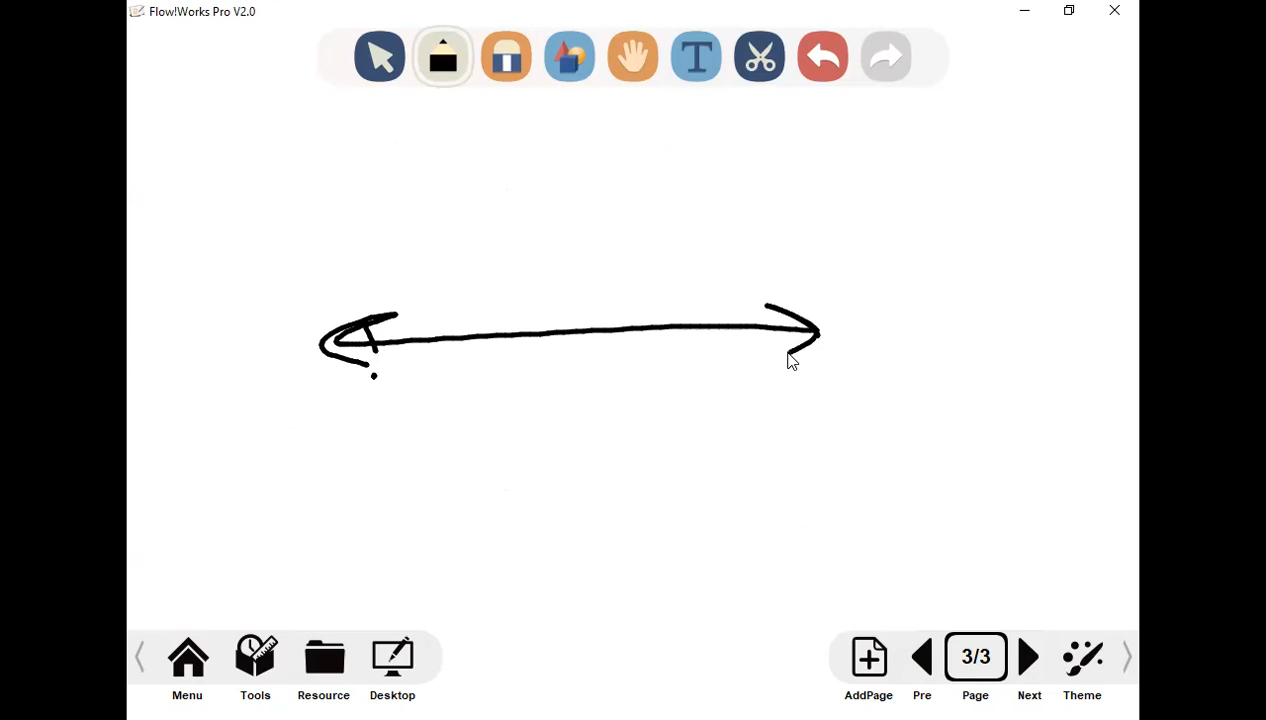 Flow!Works Pro V2.0
T
3/3
Menu Tools Resource Desktop AddPage Pre Page Next Theme